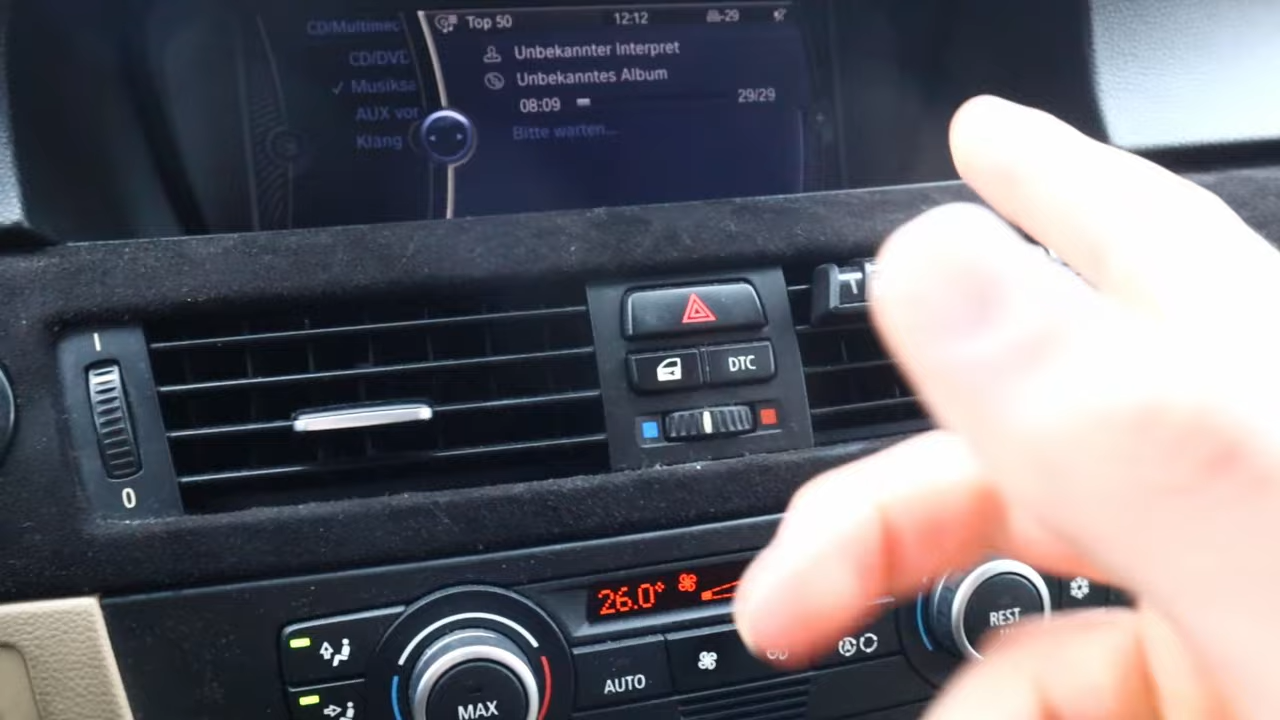 CD/Multimec
CD/DVD
Musiksa
AUX vor
Klang
Top 50
12:12
-29
Unbekannter Interpret
Unbekanntes Album
08:09
29/29
Bitte warten...
I
0
DTC
26.0°
MAX
AUTO
A
REST